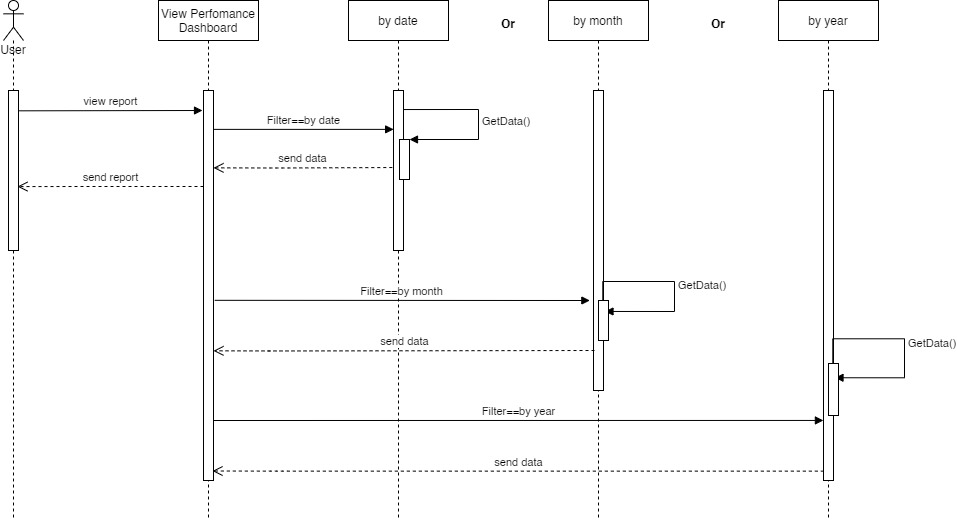 View Perfomance
Dashboard
by date
Or
by month
Or
by year
User
view report
Filter==by date
GetData()
send data
send report
Filter==by month
GetData()
send data
GetData()
Filter==by year
send data